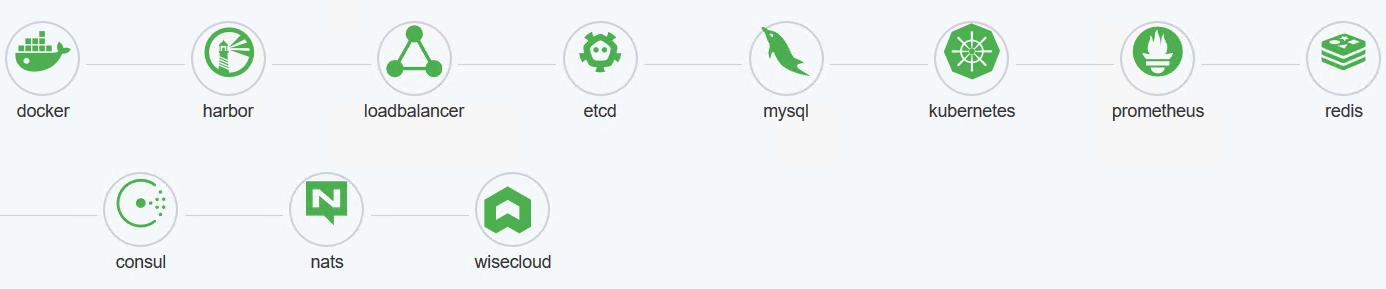 docker harbor loadbalancer etcd mysql kubernetes prometheus redis
consul nats wisecloud